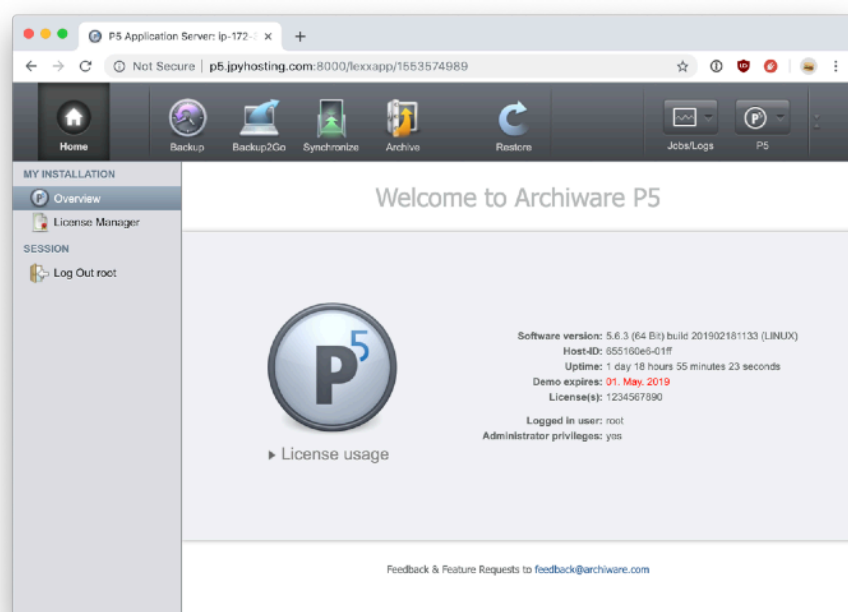 P5 Application Server: ip-172-
Not Secure | p5.jpyhosting.com:8000/lexxapp/1553574989
Home
Backup
Backup2Go
Synchronize
Archive
Restore
Jobs/Logs
P5
MY INSTALLATION
Overview
License Manager
SESSION
Log Out root
Welcome to Archiware P5
P5
License usage
Software version: 5.6.3 (64 Bit) build 201902181133 (LINUX)
Host-ID: 655160e6-01ff
Uptime: 1 day 18 hours 55 minutes 23 seconds
Demo expires: 01. May. 2019
License(s): 1234567890
Logged in user: root
Administrator privileges: yes
Feedback & Feature Requests to feedback@archiware.com